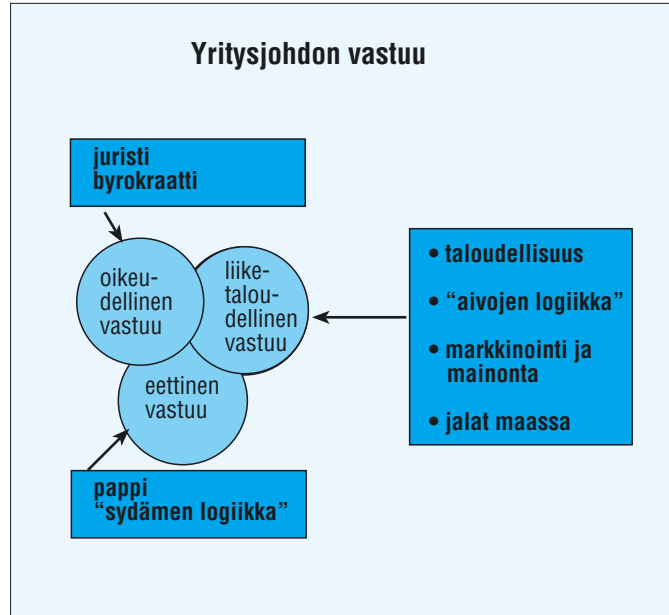 Yritysjohdon vastuu
juristi
byrokraatti
oikeu-
dellinen
vastuu
liike-
talou-
dellinen
vastuu
eettinen
vastuu
• taloudellisuus
• “aivojen logiikka”
• markkinointi ja
mainonta
• jalat maassa
pappi
“sydämen logiikka”